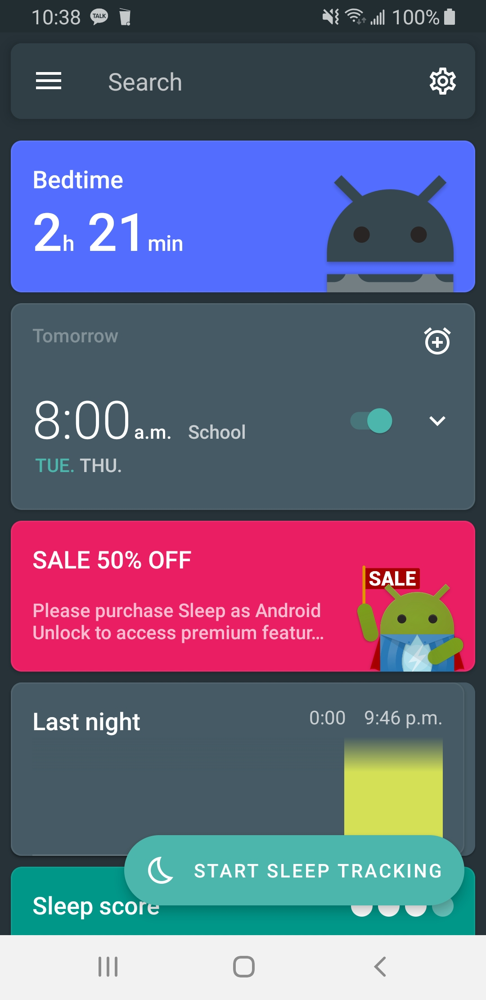 10:38 TALK 100%
Search
Bedtime
2h 21min
Tomorrow
8:00 a.m. School
TUE. THU.
SALE 50% OFF
SALE
Please purchase Sleep as Android
Unlock to access premium featur...
Last night 0:00 9:46 p.m.
START SLEEP TRACKING
Sleep score